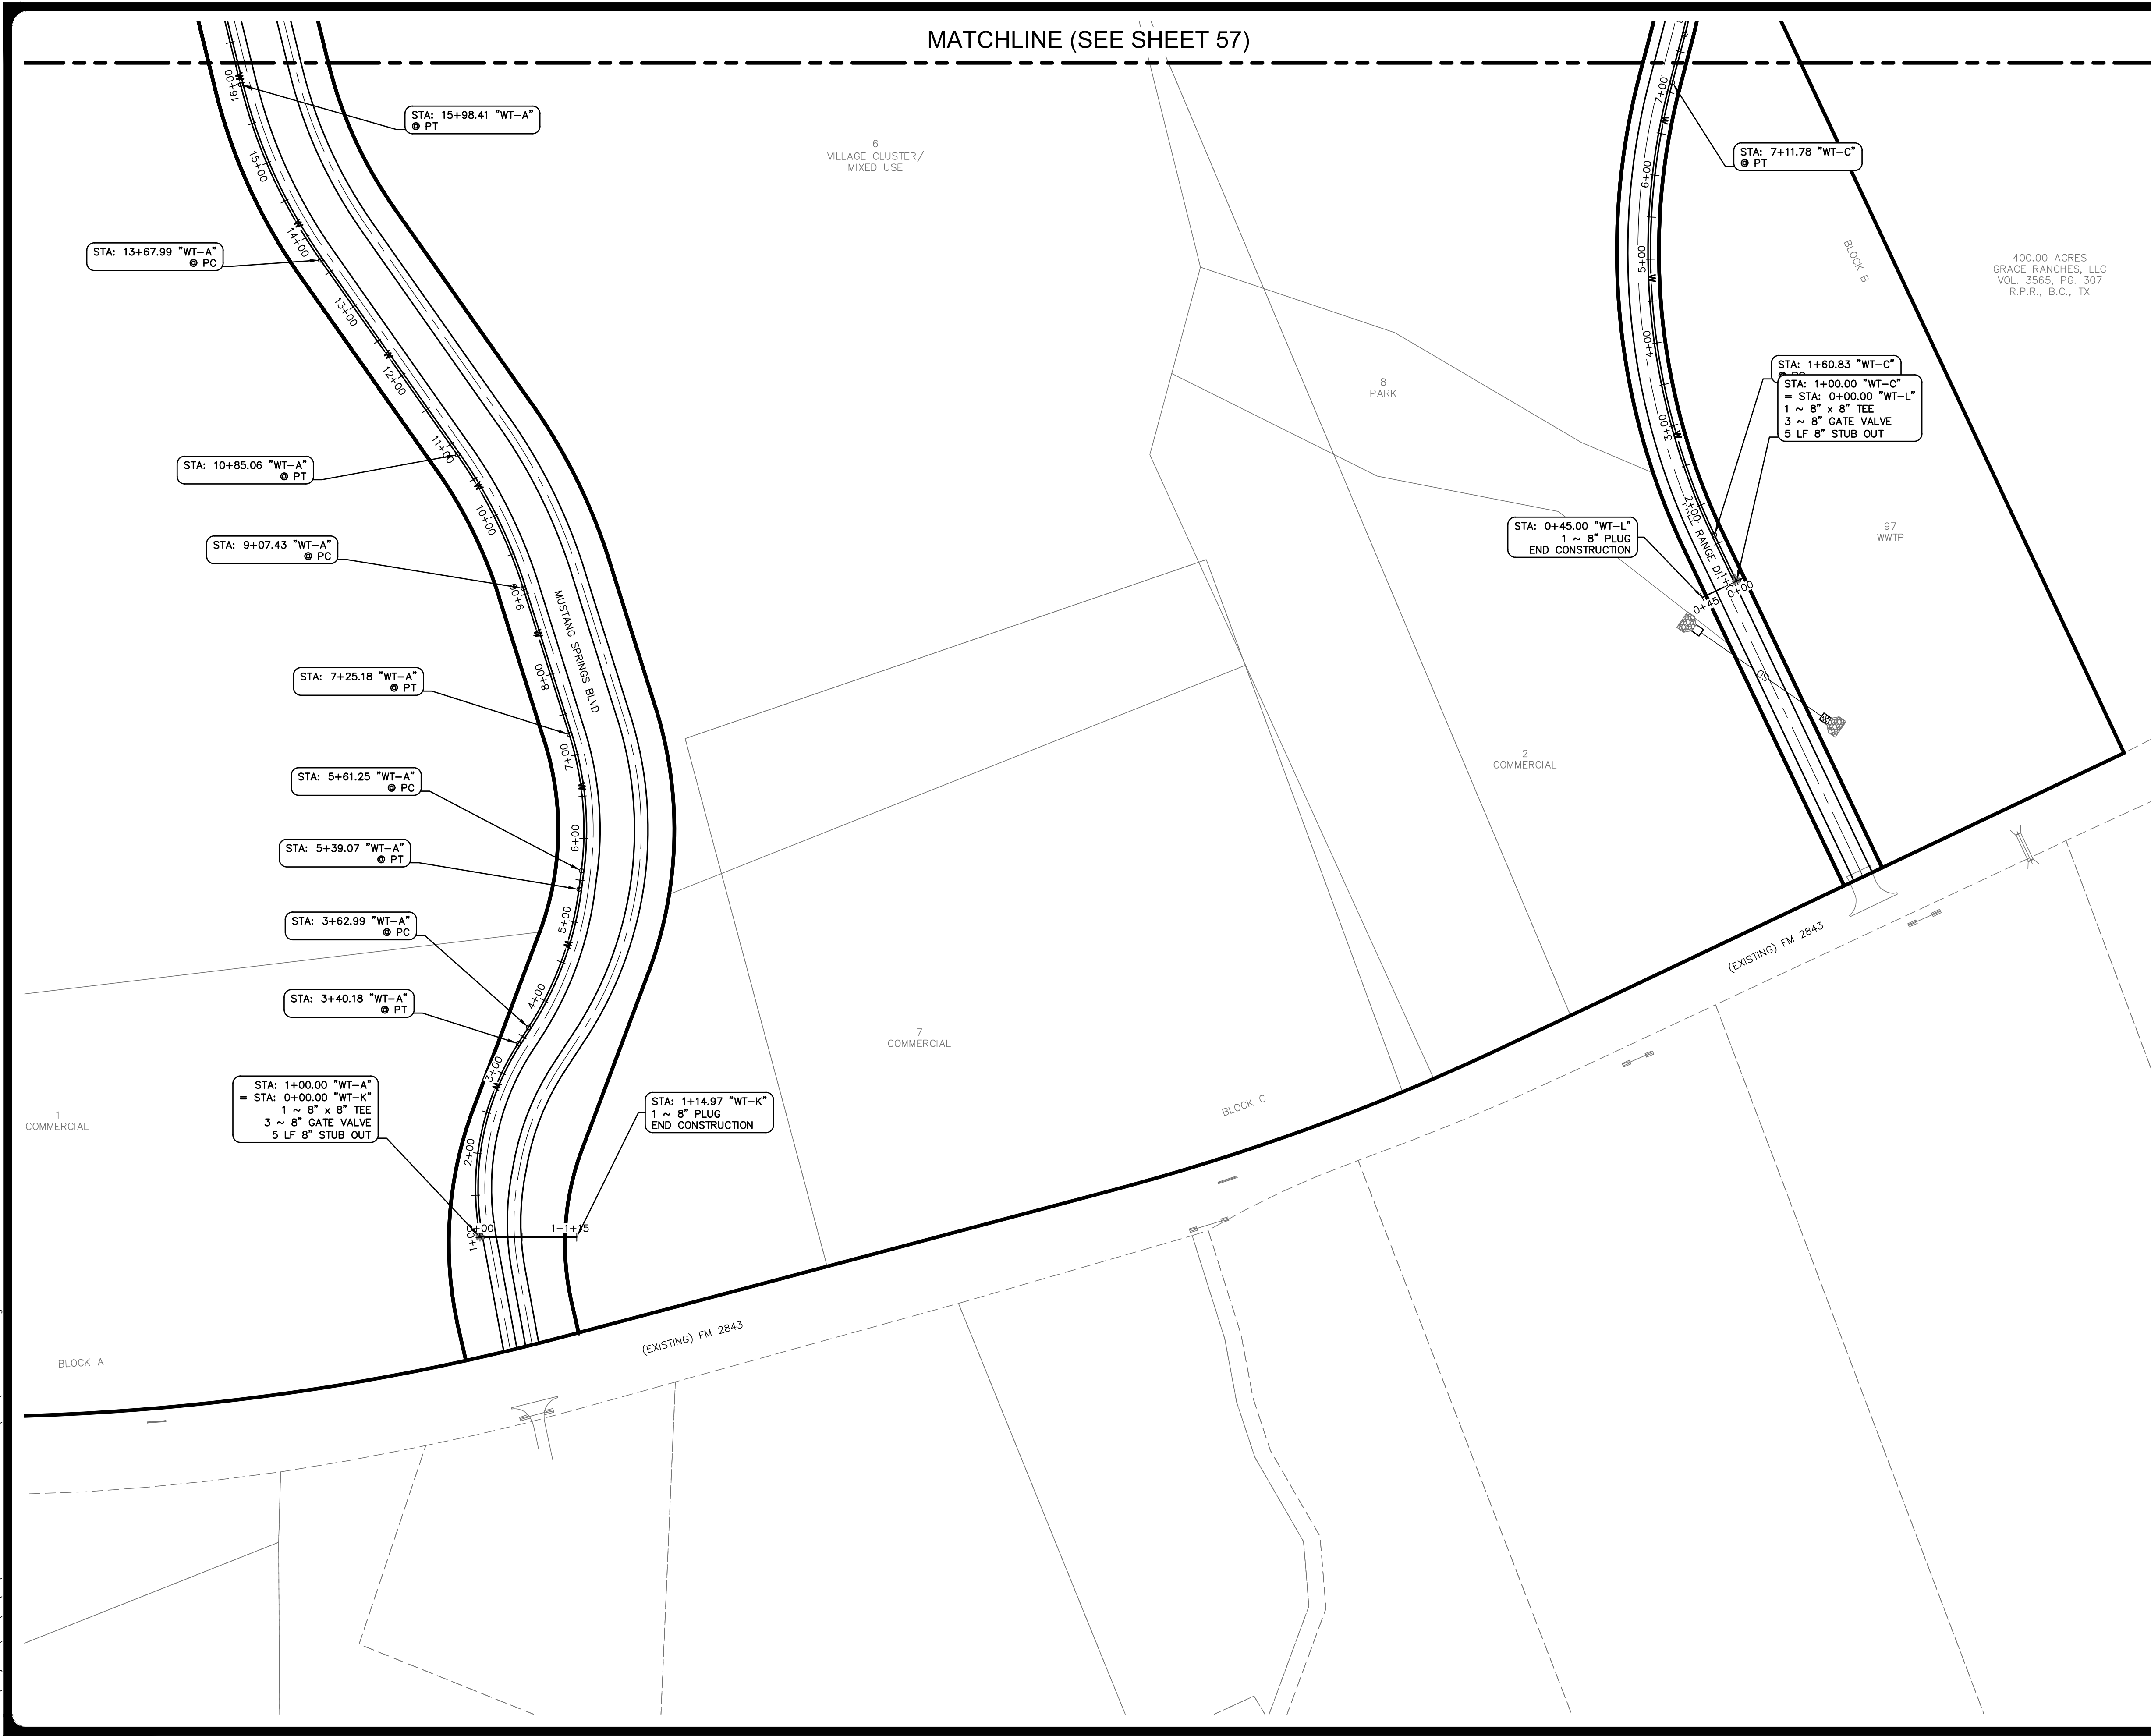 MATCHLINE (SEE SHEET 57)
16+00
W
STA: 15+98.41 "WT-A"
@ PT
15+00
W
14+00
STA: 13+67.99 "WT-A"
@ PC
13+00
W
12+00
11+00
STA: 10+85.06 "WT-A"
@ PT
W
10+00
STA: 9+07.43 "WT-A"
@ PC
9+00
W
MUSTANG SPRINGS BLVD
8+00
STA: 7+25.18 "WT-A"
@ PT
7+00
W
STA: 5+61.25 "WT-A"
@ PC
6+00
STA: 5+39.07 "WT-A"
@ PT
5+00
W
STA: 3+62.99 "WT-A"
@ PC
4+00
STA: 3+40.18 "WT-A"
@ PT
3+00
W
STA: 1+00.00 "WT-A"
= STA: 0+00.00 "WT-K"
1 ~ 8" x 8" TEE
3 ~ 8" GATE VALVE
5 LF 8" STUB OUT
2+00
0+00
1+00
1+1+15
STA: 1+14.97 "WT-K"
1 ~ 8" PLUG
END CONSTRUCTION
1
COMMERCIAL
BLOCK A
(EXISTING) FM 2843
6
VILLAGE CLUSTER/
MIXED USE
7
COMMERCIAL
BLOCK C
8
PARK
2
COMMERCIAL
7+00
W
STA: 7+11.78 "WT-C"
@ PT
6+00
5+00
W
4+00
BLOCK B
400.00 ACRES
GRACE RANCHES, LLC
VOL. 3565, PG. 307
R.P.R., B.C., TX
STA: 1+60.83 "WT-C"
STA: 1+00.00 "WT-C"
= STA: 0+00.00 "WT-L"
1 ~ 8" x 8" TEE
3 ~ 8" GATE VALVE
5 LF 8" STUB OUT
3+00
W
2+00
RANGE
STA: 0+45.00 "WT-L"
1 ~ 8" PLUG
END CONSTRUCTION
0+45
0+00
97
WWTP
SD
(EXISTING) FM 2843